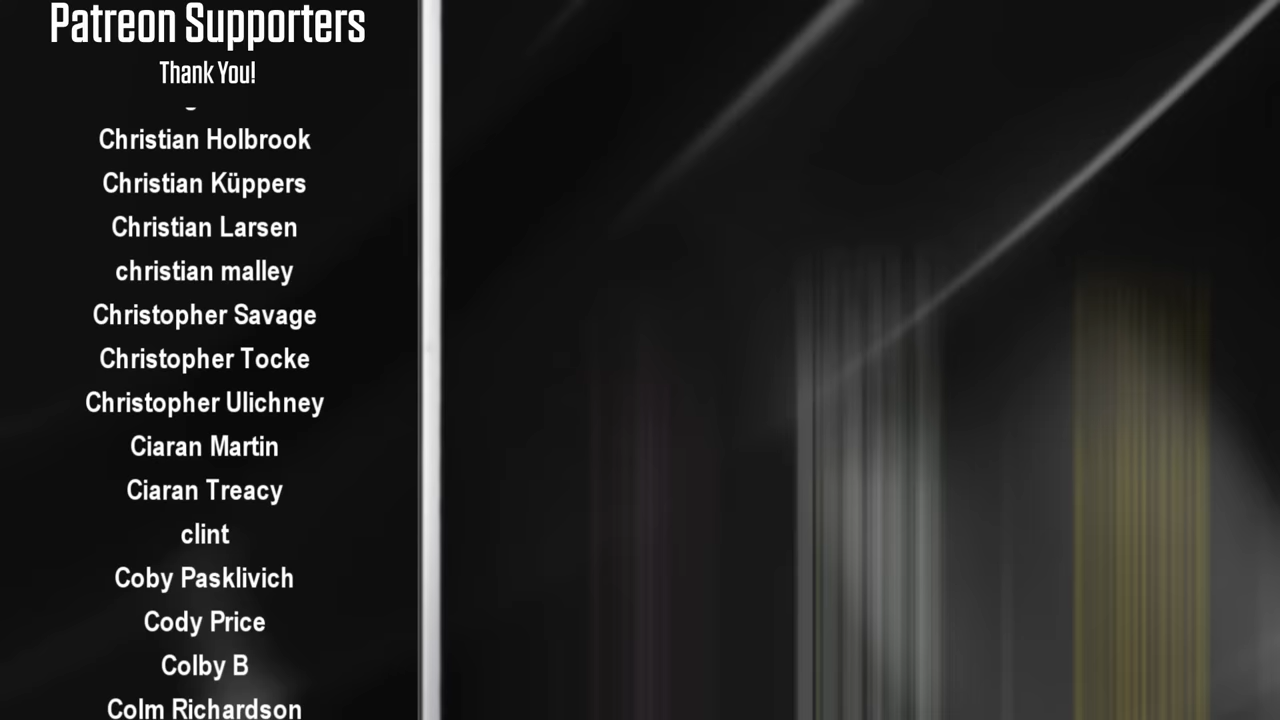 Patreon Supporters
Thank You!
Christian Holbrook
Christian Küppers
Christian Larsen
christian malley
Christopher Savage
Christopher Tocke
Christopher Ulichney
Ciaran Martin
Ciaran Treacy
clint
Coby Pasklivich
Cody Price
Colby B
Colm Richardson